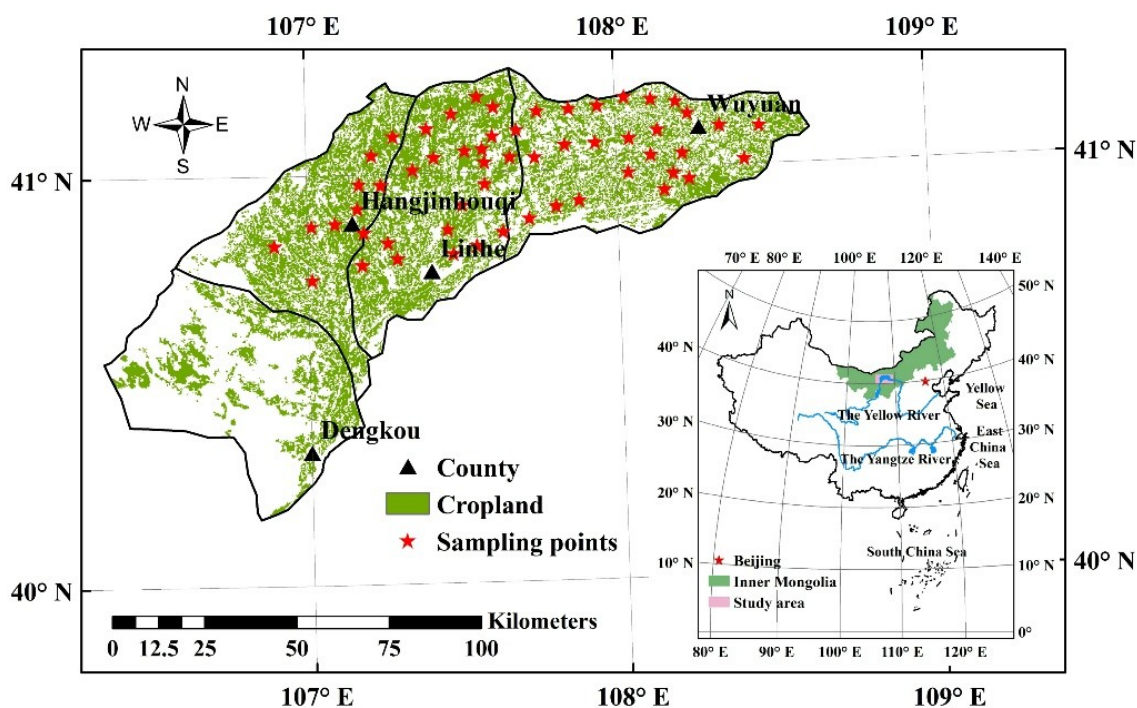 107° E
108° E
109° E
N
W
E
S
Wuyuan
41° N
41° N
Hangjinhouqi
Linhe
Dengkou
County
Cropland
Sampling points
40° N
40° N
Kilometers
0
12.5
25
50
75
100
107° E
108° E
109° E
70° E
80° E
100° E
120° E
140° E
N
50° N
40° N
40° N
30° N
30° N
20° N
20° N
10° N
10° N
0°
Yellow
Sea
The Yellow River
East
China
Sea
The Yangtze River
South China Sea
Beijing
Inner Mongolia
Study area
80° E
90° E
100° E
110° E
120° E